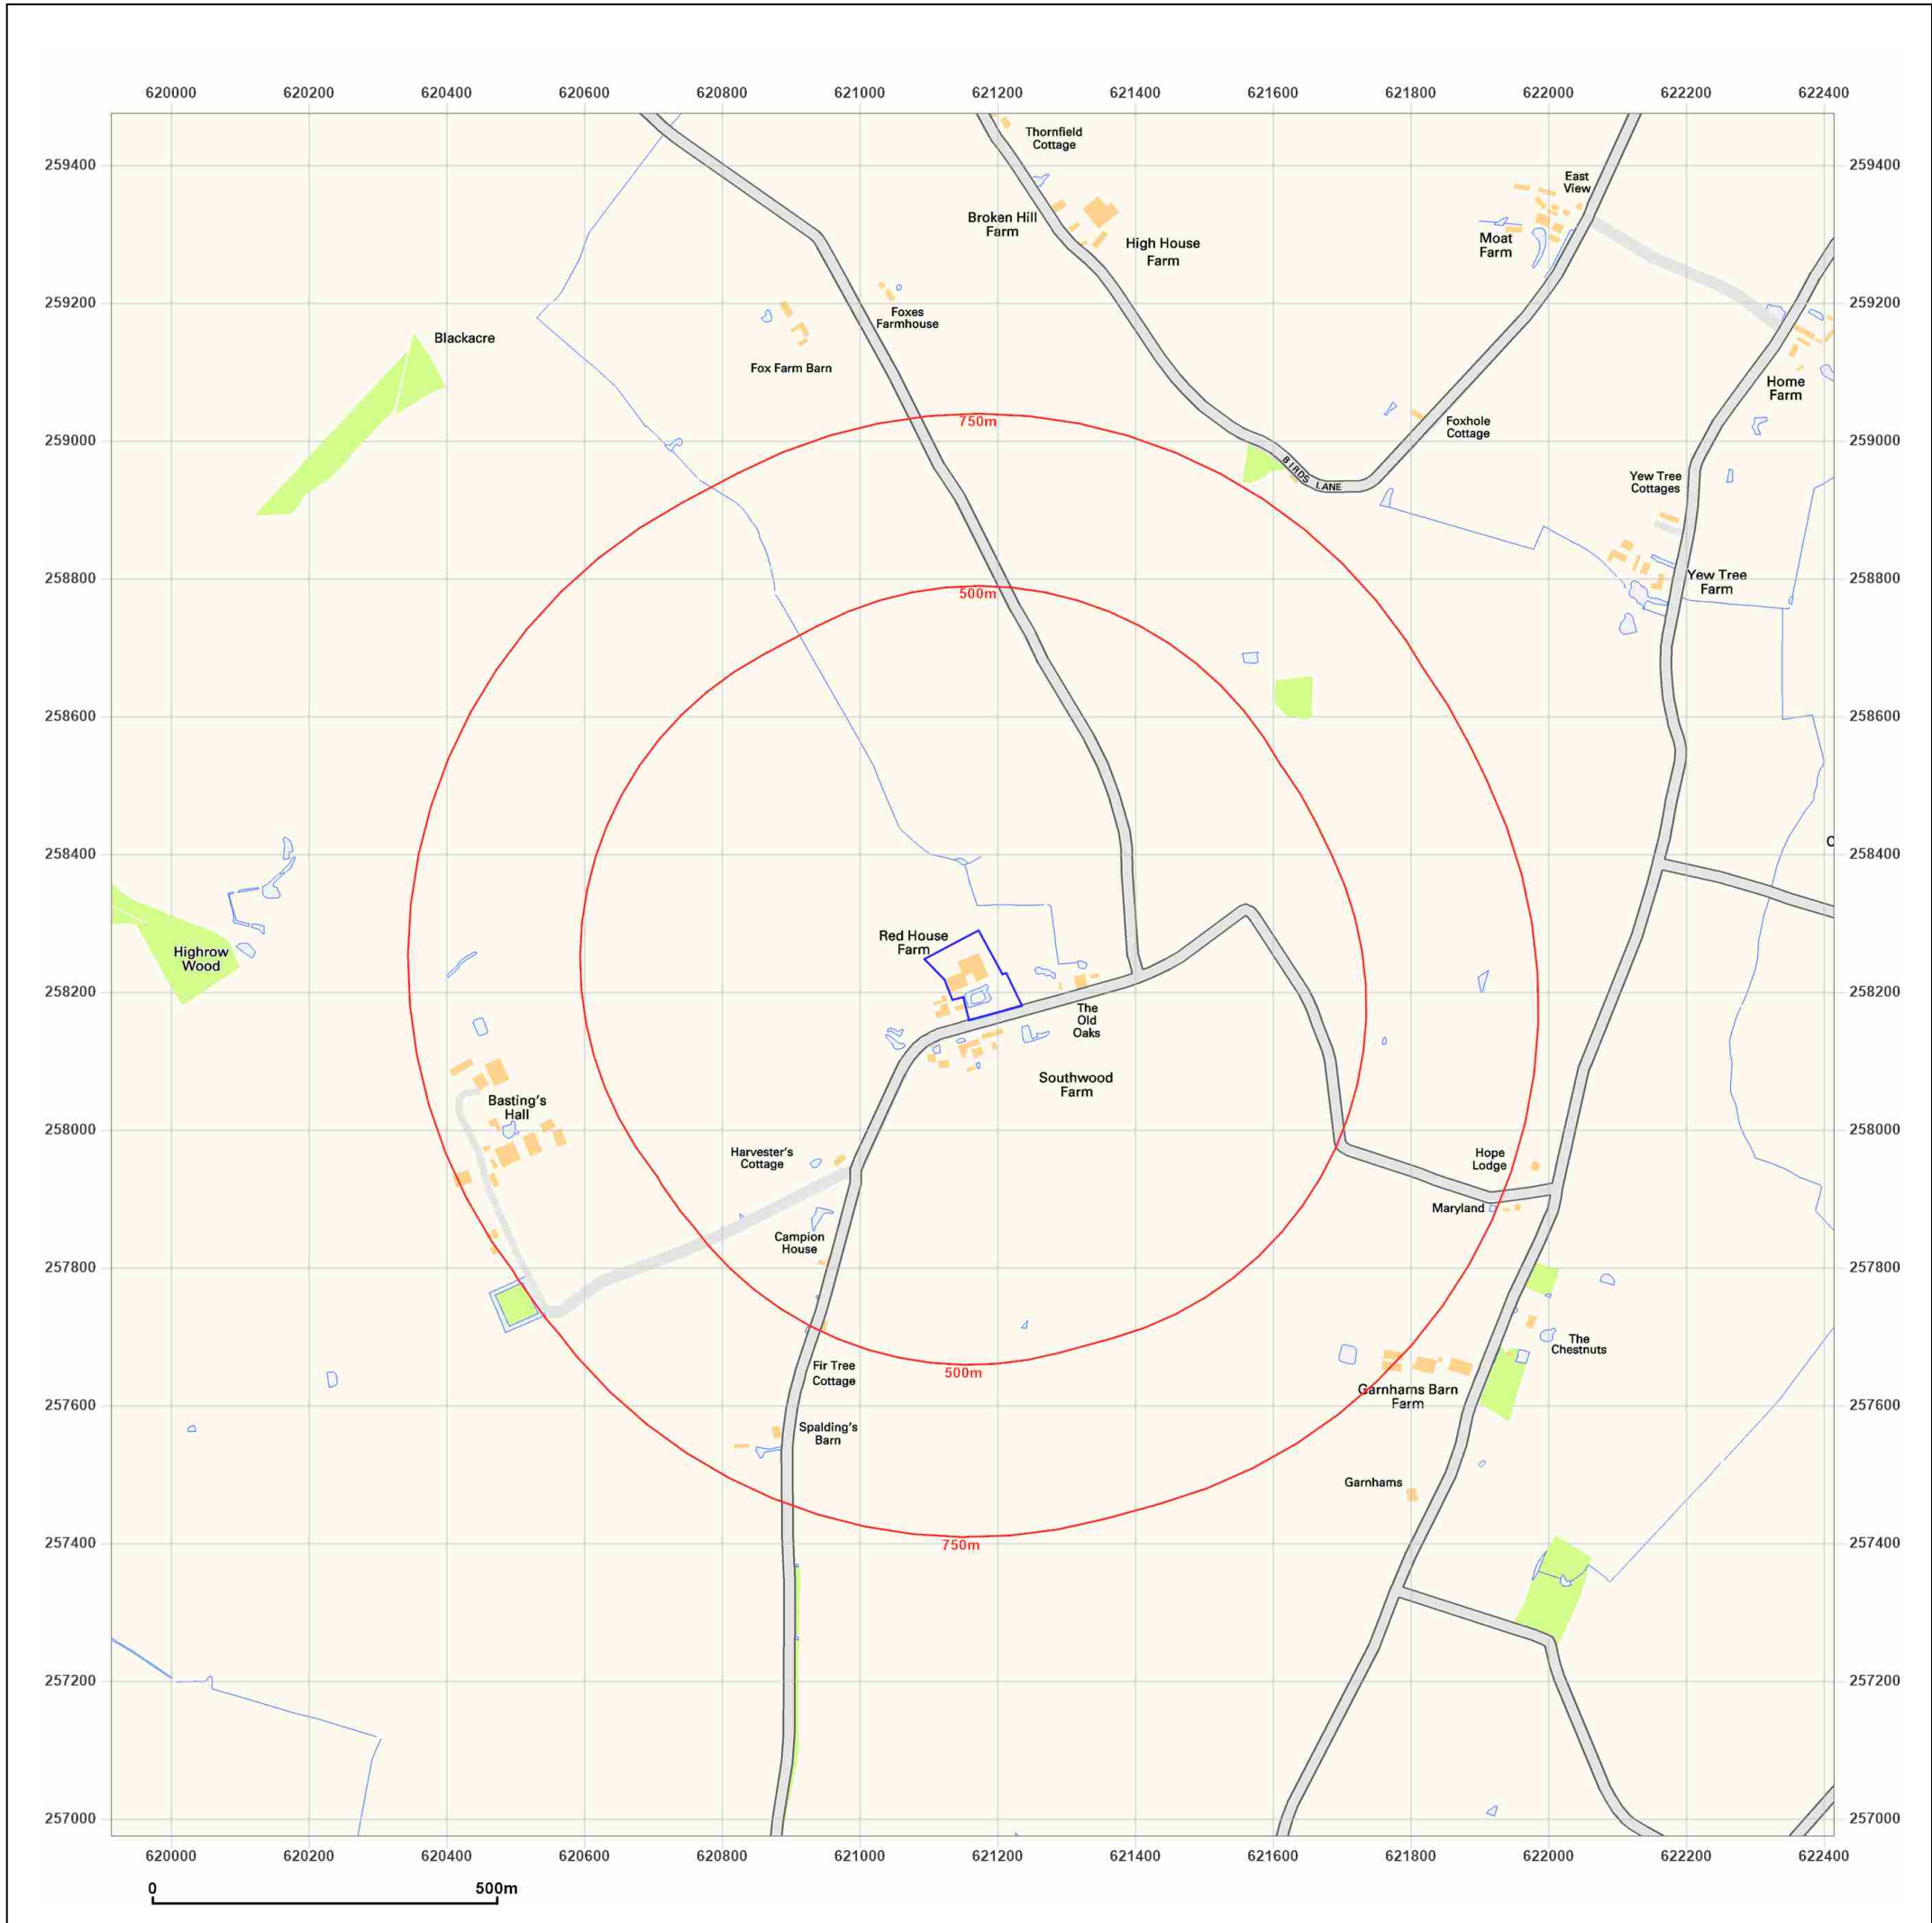 620000 620200 620400 620600 620800 621000 621200 621400 621600 621800 622000 622200 622400
Thornfield
Cottage
259400 259400
East
View
Broken Hill
Farm
High House
Farm
Moat
Farm
259200 259200
Foxes
Farmhouse
Blackacre
Fox Farm Barn
Home
Farm
750m
Foxhole
Cottage
259000 259000
BIRDS LANE
Yew Tree
Cottages
258800 258800
Yew Tree
Farm
500m
258600 258600
258400 258400
C
Red House
Farm
Highrow
Wood
258200 258200
The
Old
Oaks
Southwood
Farm
Basting's
Hall
258000 258000
Harvester's
Cottage
Hope
Lodge
Maryland
Campion
House
257800 257800
The
Chestnuts
Fir Tree
Cottage
500m
Garnhams Barn
Farm
257600 257600
Spalding's
Barn
Garnhams
257400 257400
750m
257200 257200
257000 257000
620000 620200 620400 620600 620800 621000 621200 621400 621600 621800 622000 622200 622400
0 500m